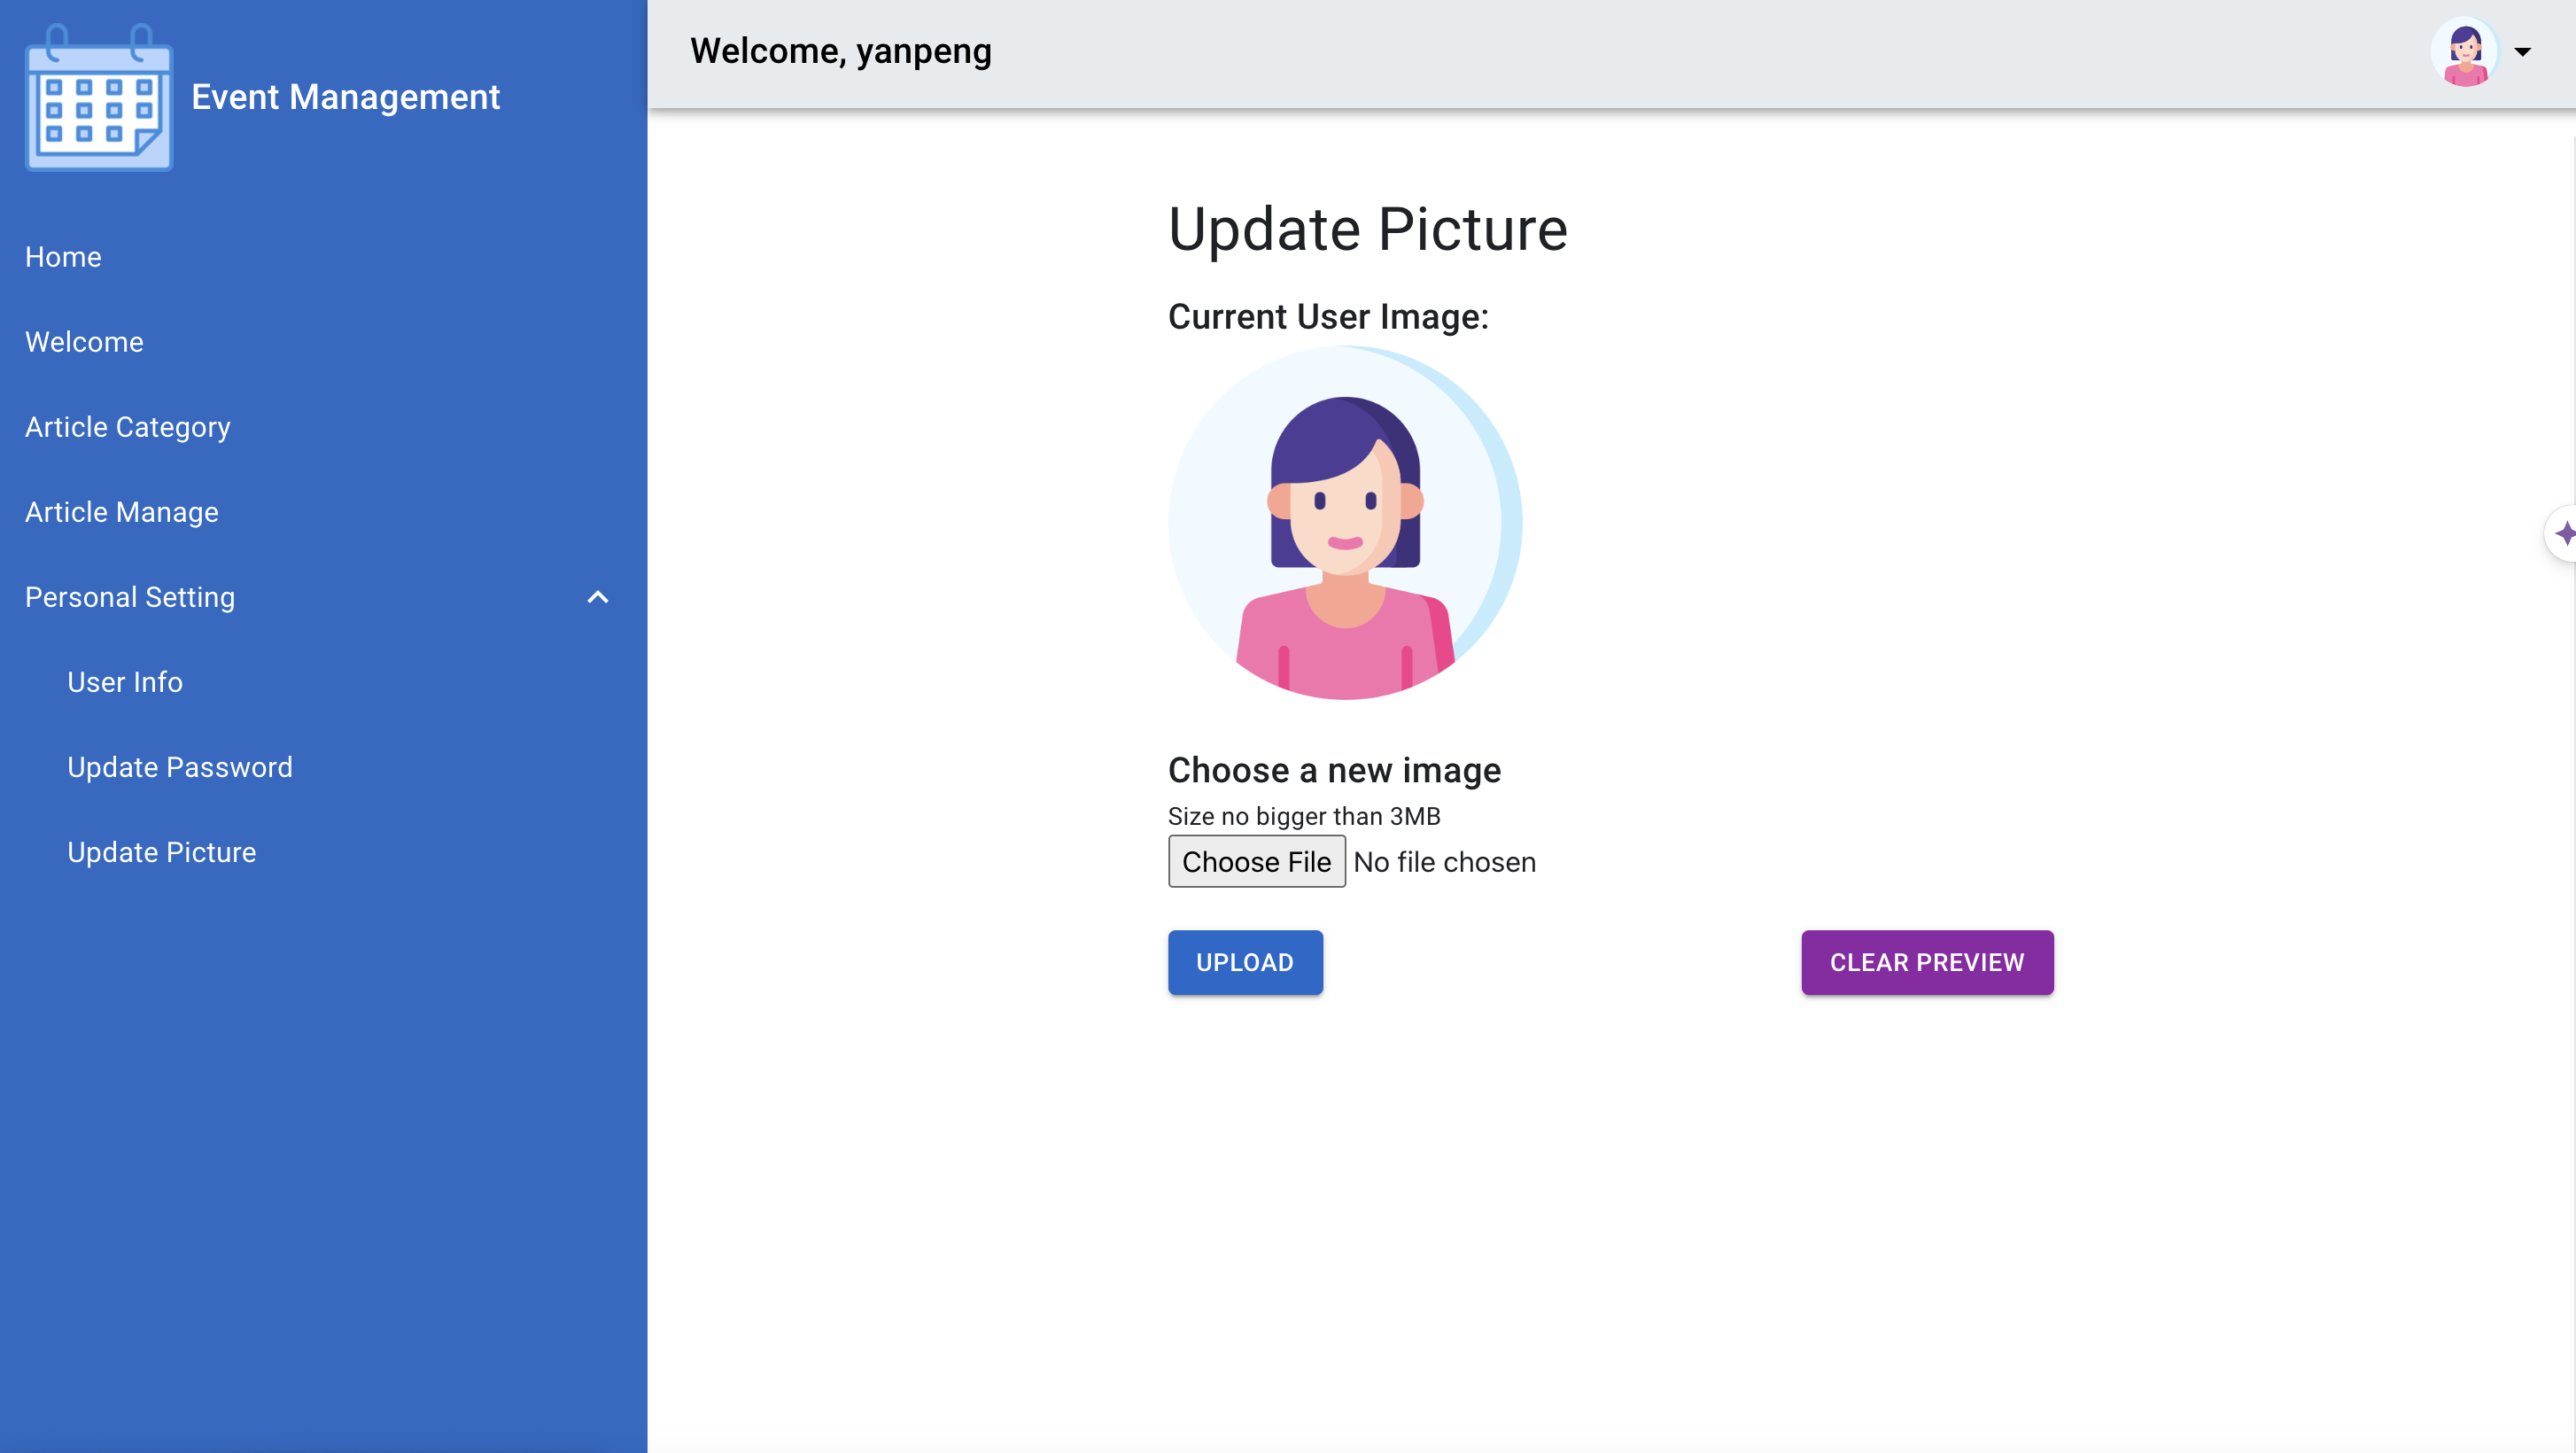 Event Management
Home
Welcome
Article Category
Article Manage
Personal Setting
User Info
Update Password
Update Picture
Welcome, yanpeng
Update Picture
Current User Image:
Choose a new image
Size no bigger than 3MB
Choose File No file chosen
UPLOAD
CLEAR PREVIEW